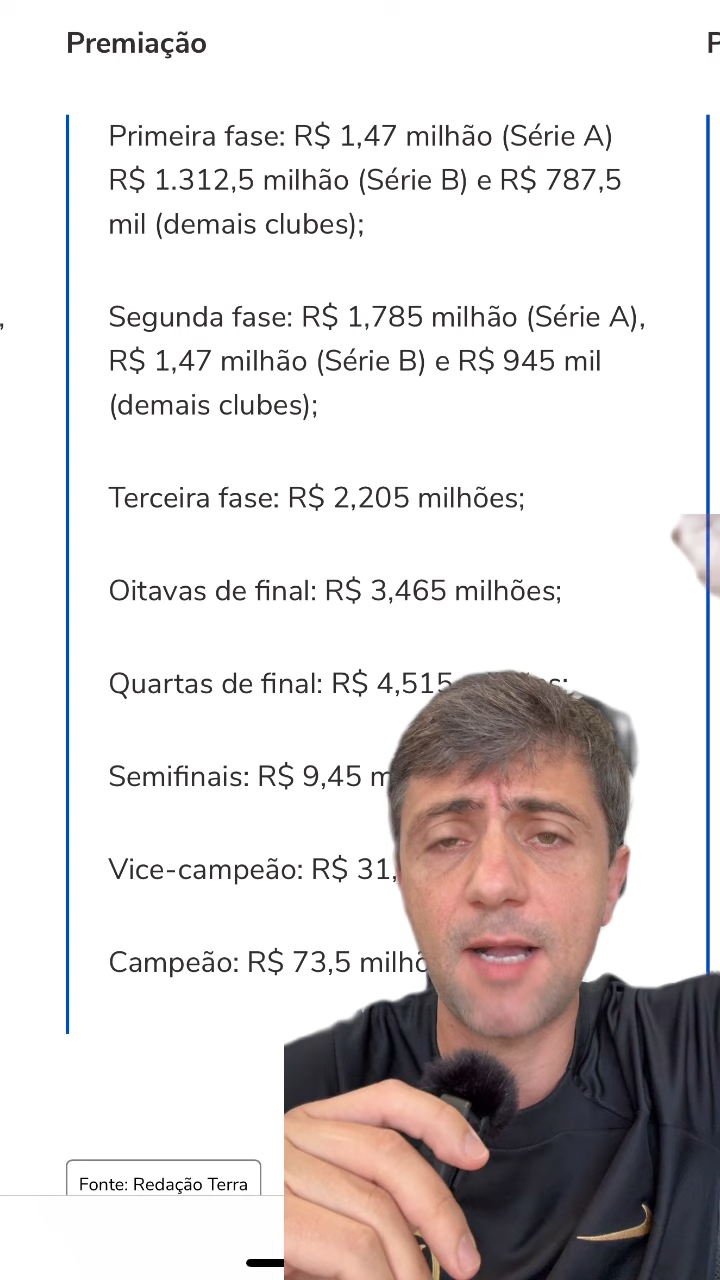 Premiação
Primeira fase: R$ 1,47 milhão (Série A)
R$ 1.312,5 milhão (Série B) e R$ 787,5
mil (demais clubes);
Segunda fase: R$ 1,785 milhão (Série A),
R$ 1,47 milhão (Série B) e R$ 945 mil
(demais clubes);
Terceira fase: R$ 2,205 milhões;
Oitavas de final: R$ 3,465 milhões;
Quartas de final: R$ 4,515
Semifinais: R$ 9,45
Vice-campeão: R$ 31,
Campeão: R$ 73,5
Fonte: Redação Terra